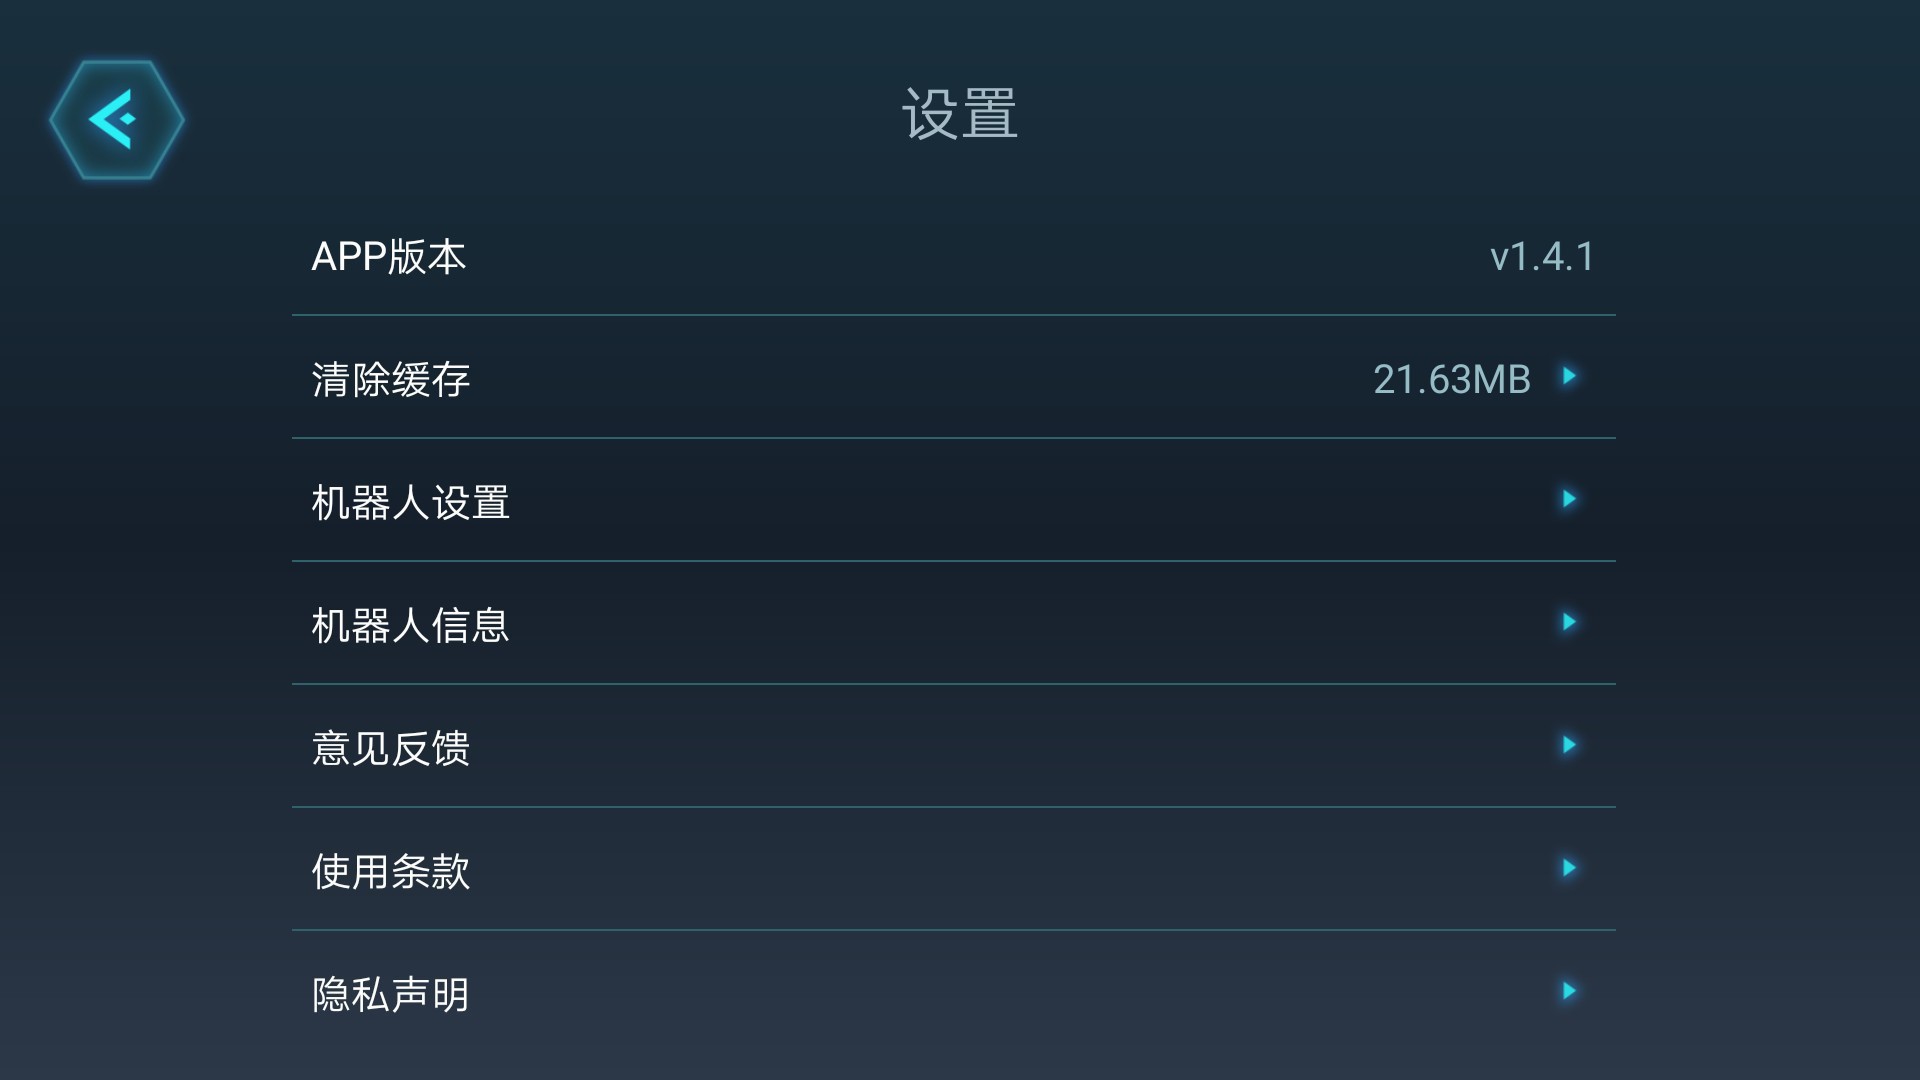 设置
APP版本 v1.4.1
清除缓存 21.63MB
机器人设置
机器人信息
意见反馈
使用条款
隐私声明